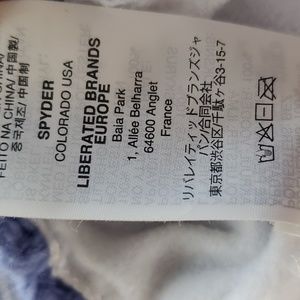 FEITO NA CHINA/ 中国製/
중국제조/ 中国制
SPYDER
COLORADO USA
LIBERATED BRANDS
EUROPE
Baia Park
1, Allée Belharra
64600 Anglet
France
リバレイティッドブランズジャ
パン合同会社
東京都渋谷区千駄ヶ谷3-15-7